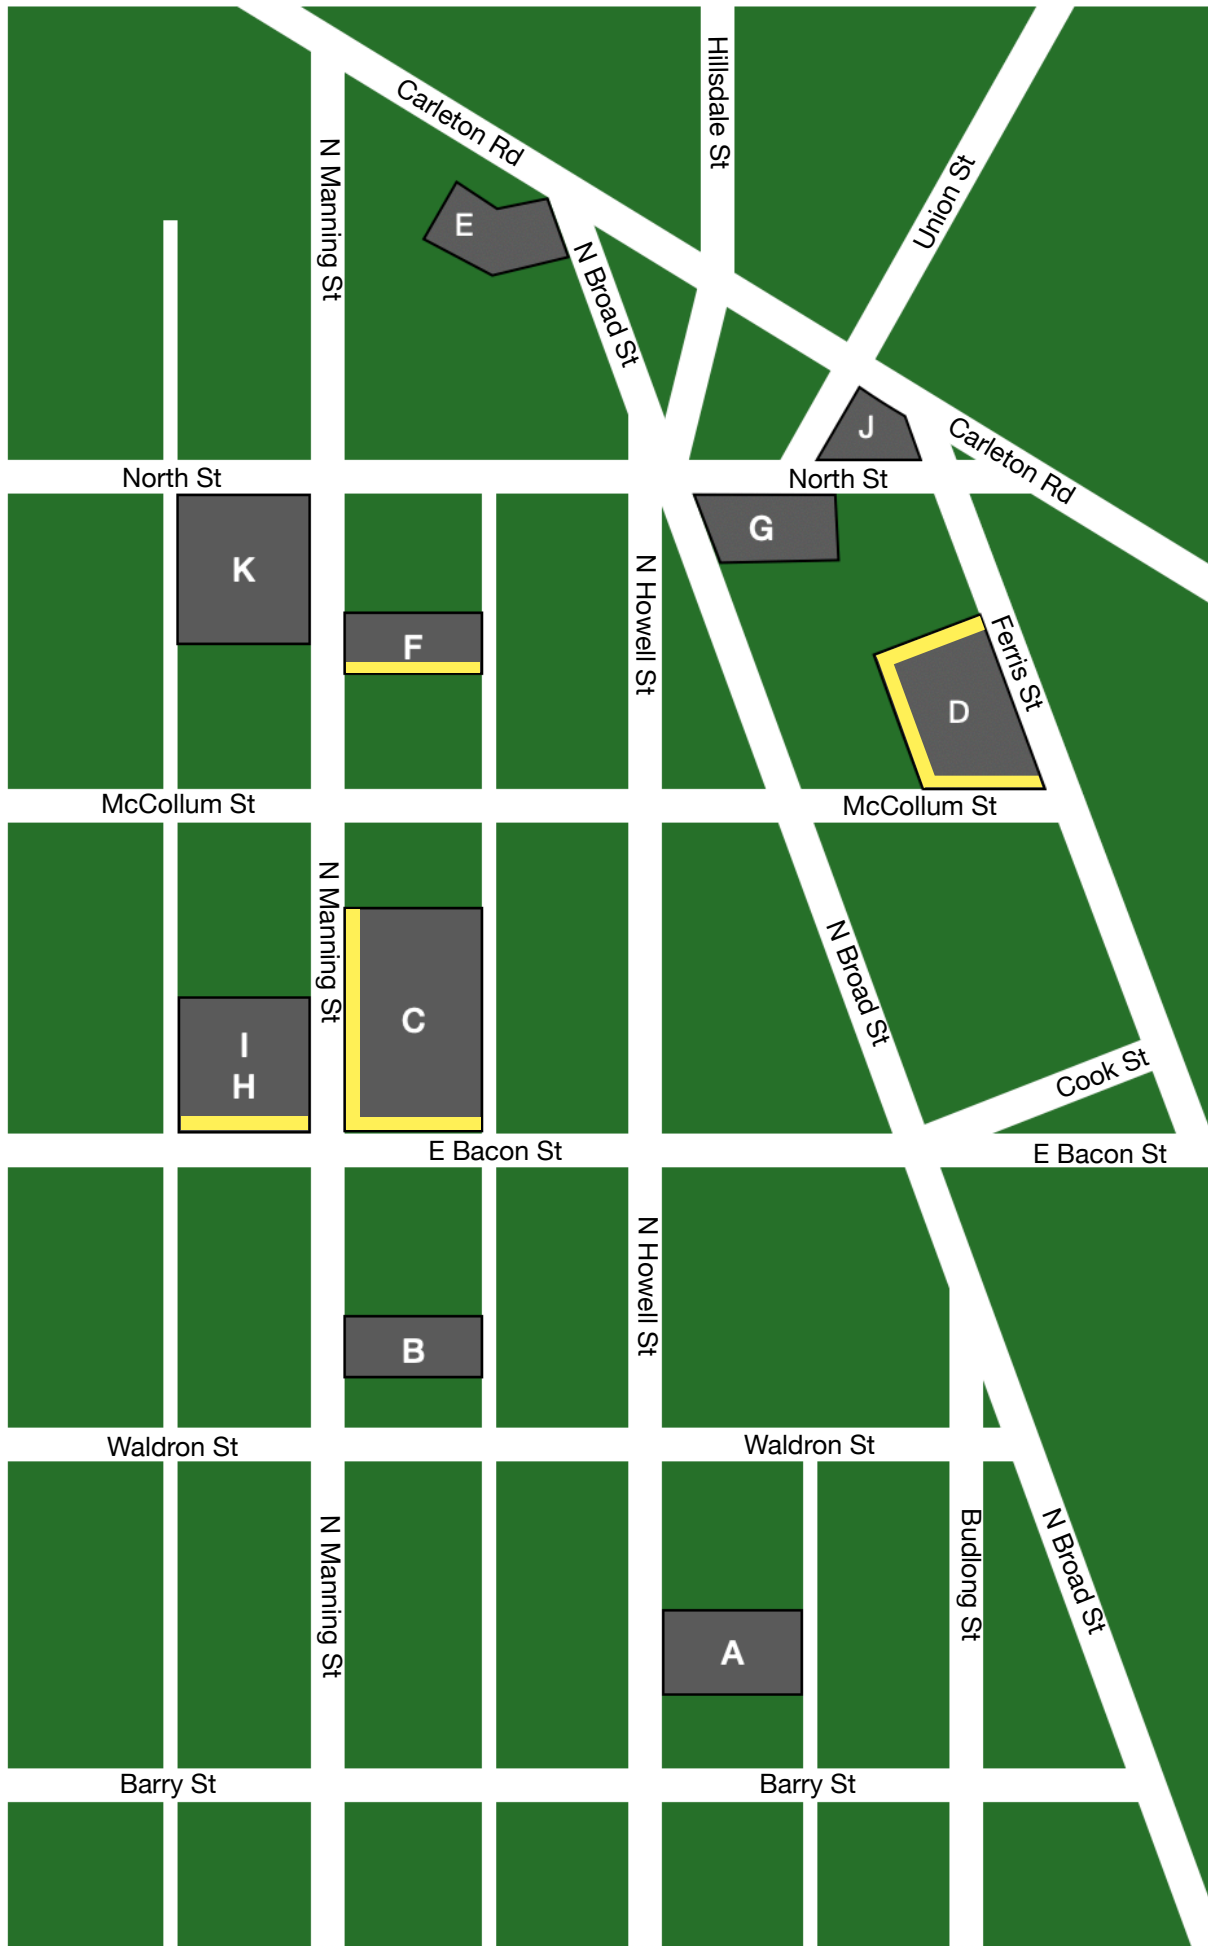 Hillsdale St
Carleton Rd
N Manning St
Union St
E
N Broad St
J
Carleton Rd
North St
North St
G
K
N Howell St
F
Ferris St
D
McCollum St
McCollum St
N Manning St
N Broad St
C
I
H
Cook St
E Bacon St
E Bacon St
N Howell St
B
Waldron St
Waldron St
N Manning St
Budlong St
N Broad St
A
Barry St
Barry St